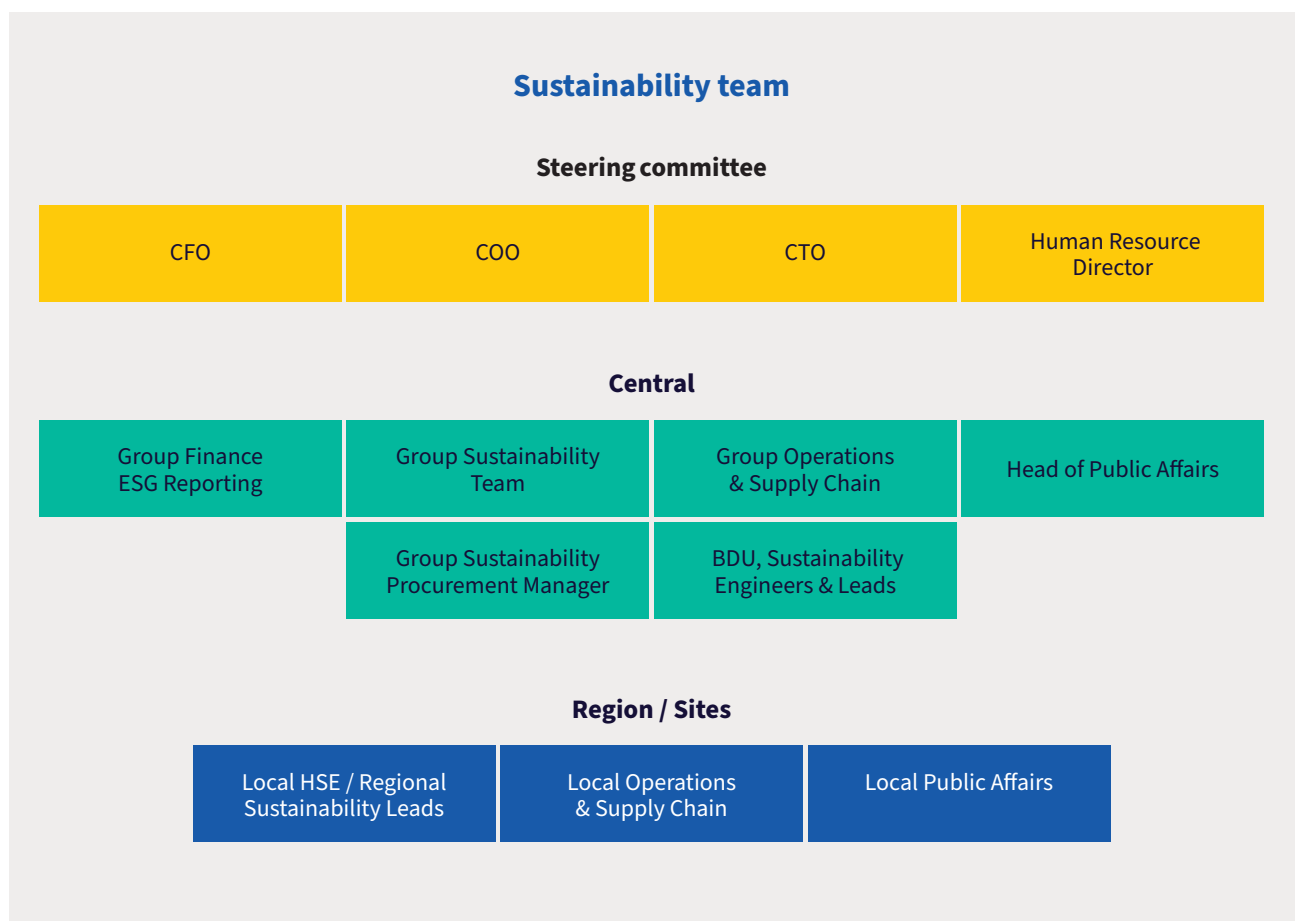 Sustainability team
Steering committee
CFO
COO
CTO
Human Resource
Director
Central
Group Finance
ESG Reporting
Group Sustainability
Team
Group Operations
& Supply Chain
Head of Public Affairs
Group Sustainability
Procurement Manager
BDU, Sustainability
Engineers & Leads
Region / Sites
Local HSE / Regional
Sustainability Leads
Local Operations
& Supply Chain
Local Public Affairs